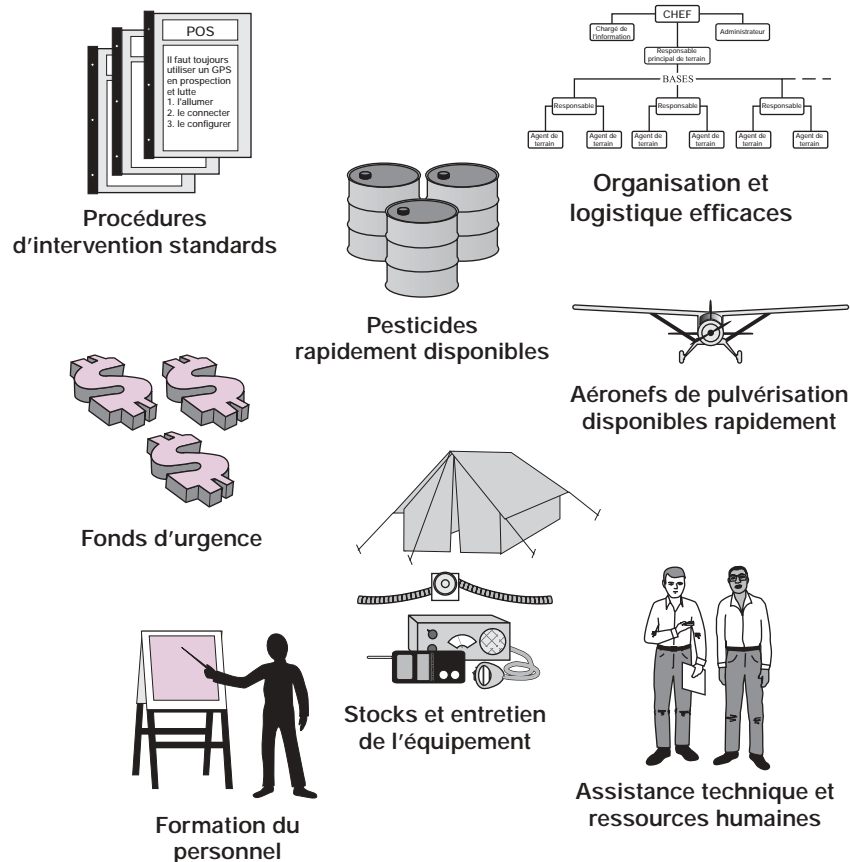 POS
Il faut toujours
utiliser un GPS
en prospection
et lutte
1. l'allumer
2. le connecter
3. le configurer
Procédures
d'intervention standards
CHEF
Chargé de
l'information
Administrateur
Responsable
principal de terrain
BASES
Responsable
Responsable
Responsable
Agent de
terrain
Agent de
terrain
Agent de
terrain
Agent de
terrain
Agent de
terrain
Agent de
terrain
Organisation et
logistique efficaces
Pesticides
rapidement disponibles
Aéronefs de pulvérisation
disponibles rapidement
Fonds d'urgence
Stocks et entretien
de l'équipement
Formation du
personnel
Assistance technique et
ressources humaines